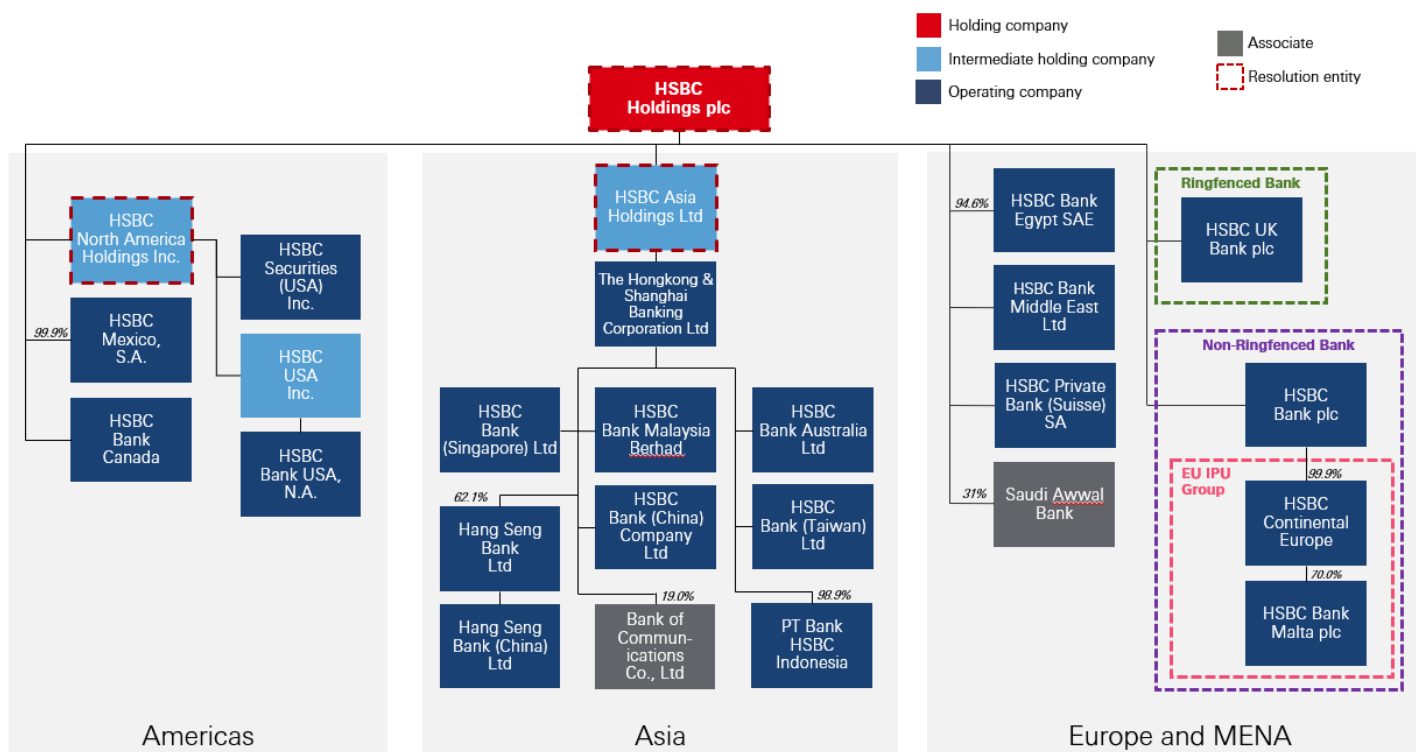 Holding company
Intermediate holding company
Operating company
Associate
Resolution entity
HSBC
Holdings plc
HSBC
North America
Holdings Inc.
HSBC
Securities
(USA)
Inc.
99.9%
HSBC
Mexico,
S.A.
HSBC
USA
Inc.
HSBC
Bank
Canada
HSBC
Bank USA,
N.A.
Americas
HSBC Asia
Holdings Ltd
The Hongkong &
Shanghai
Banking
Corporation Ltd
HSBC
Bank
(Singapore) Ltd
HSBC
Bank Malaysia
Berhad
HSBC
Bank Australia
Ltd
62.1%
Hang Seng
Bank
Ltd
HSBC
Bank (China)
Company
Ltd
HSBC
Bank (Taiwan)
Ltd
Hang Seng
Bank (China)
Ltd
19.0%
Bank of
Commun-
ications
Co., Ltd
98.9%
PT Bank
HSBC
Indonesia
Asia
94.6%
HSBC Bank
Egypt SAE
HSBC Bank
Middle East
Ltd
HSBC Private
Bank (Suisse)
SA
31%
Saudi Awwal
Bank
Ringfenced Bank
HSBC UK
Bank plc
Non-Ringfenced Bank
HSBC
Bank plc
EU IPU
Group
99.9%
HSBC
Continental
Europe
70.0%
HSBC Bank
Malta plc
Europe and MENA